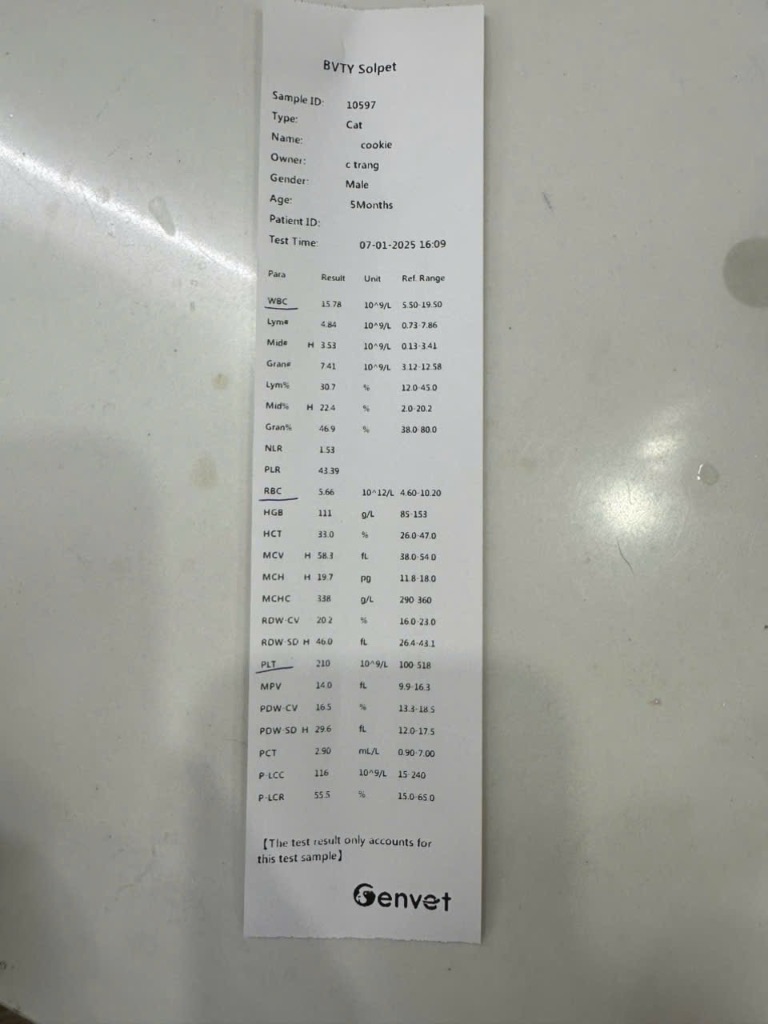 BVTY Solpet
Sample ID: 10597
Type: Cat
Name: cookie
Owner: c trang
Gender: Male
Age: 5Months
Patient ID:
Test Time: 07-01-2025 16:09
Para Result Unit Ref. Range
WBC 15.78 10^9/L 5.50-19.50
Lym# 4.84 10^9/L 0.73-7.86
Mid# H 3.53 10^9/L 0.13-3.41
Gran# 7.41 10^9/L 3.12-12.58
Lym% 30.7 % 12.0-45.0
Mid% H 22.4 % 2.0-20.2
Gran% 46.9 % 38.0-80.0
NLR 1.53
PLR 43.39
RBC 5.66 10^12/L 4.60-10.20
HGB 111 g/L 85-153
HCT 33.0 % 26.0-47.0
MCV H 58.3 fL 38.0-54.0
MCH H 19.7 pg 11.8-18.0
MCHC 338 g/L 290-360
RDW-CV 20.2 % 16.0-23.0
RDW-SD H 46.0 fL 26.4-43.1
PLT 210 10^9/L 100-518
MPV 14.0 fL 9.9-16.3
PDW-CV 16.5 % 13.3-18.5
PDW-SD H 29.6 fL 12.0-17.5
PCT 2.90 mL/L 0.90-7.00
P-LCC 116 10^9/L 15-240
P-LCR 55.5 % 15.0-65.0
【The test result only accounts for
this test sample】
Genvet